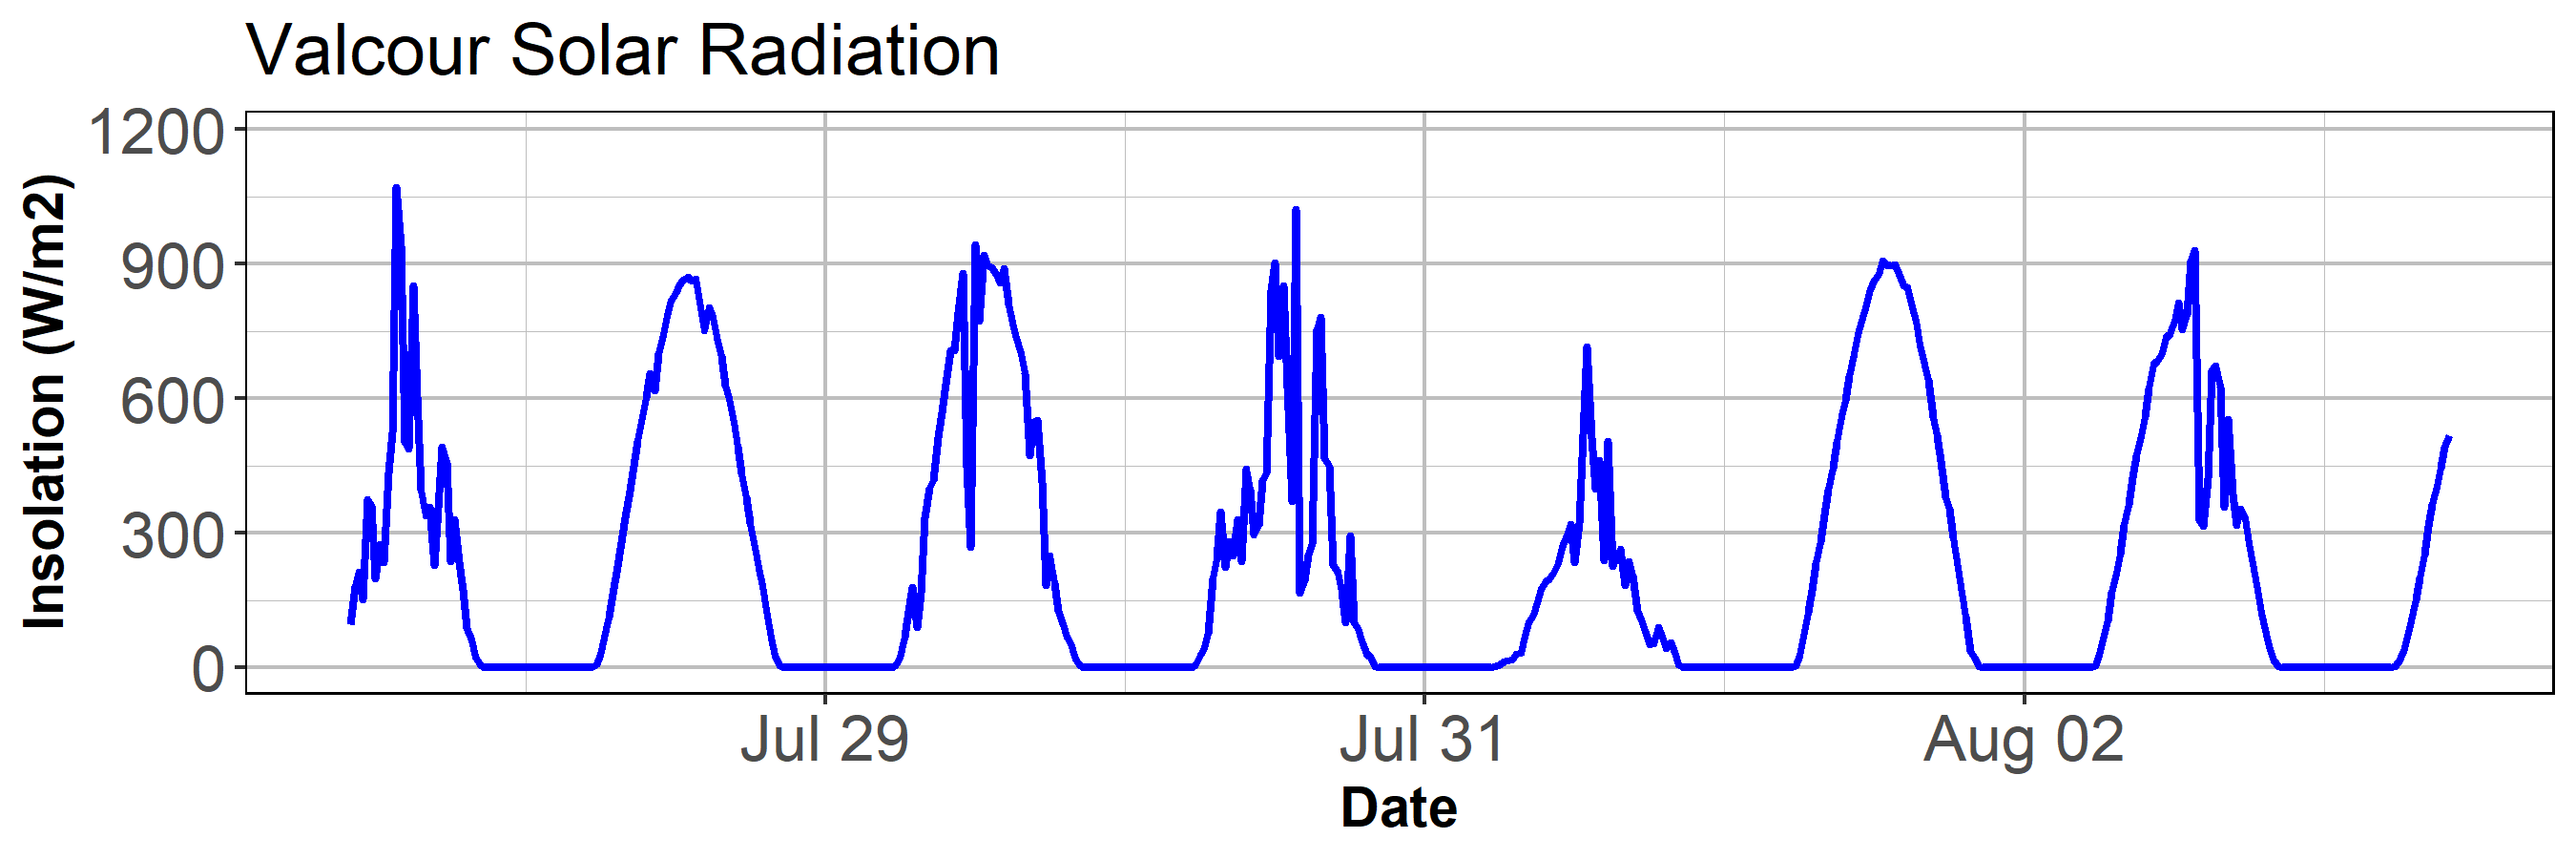 Valcour Solar Radiation
1200
900
600
300
0
Insolation (W/m2)
Jul 29
Jul 31
Aug 02
Date